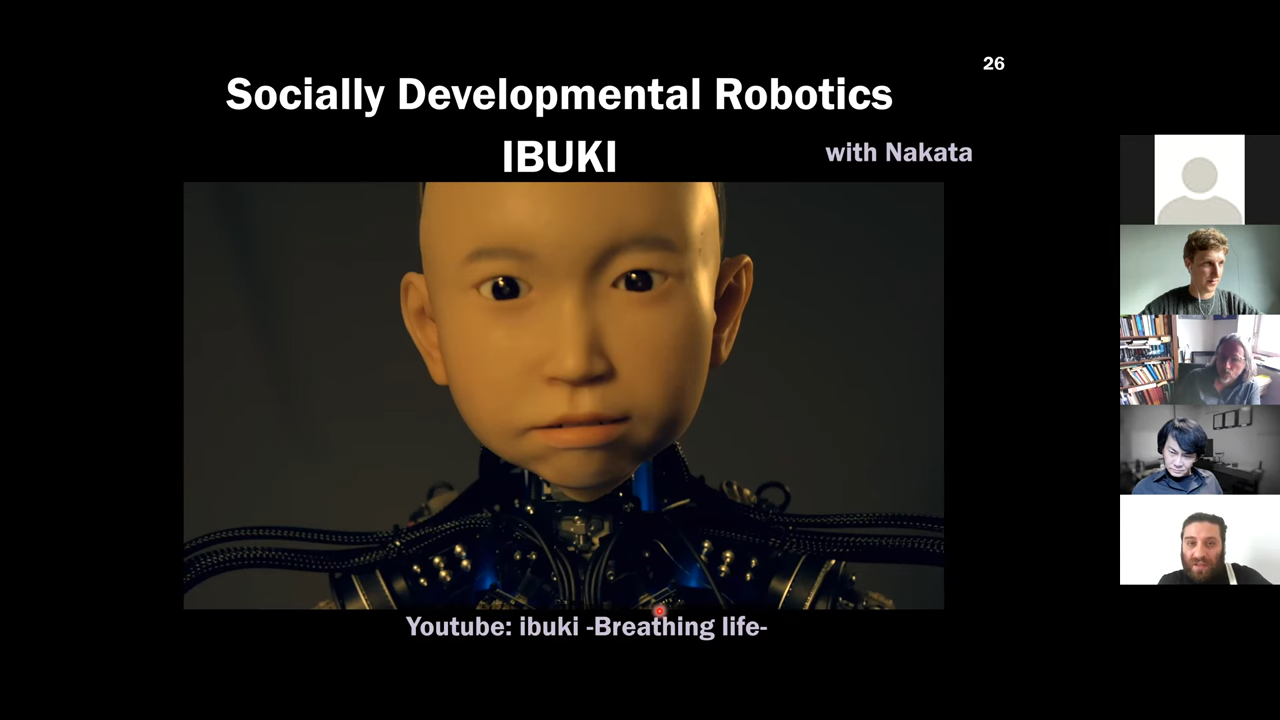 26
Socially Developmental Robotics
IBUKI
with Nakata
Youtube: ibuki -Breathing life-